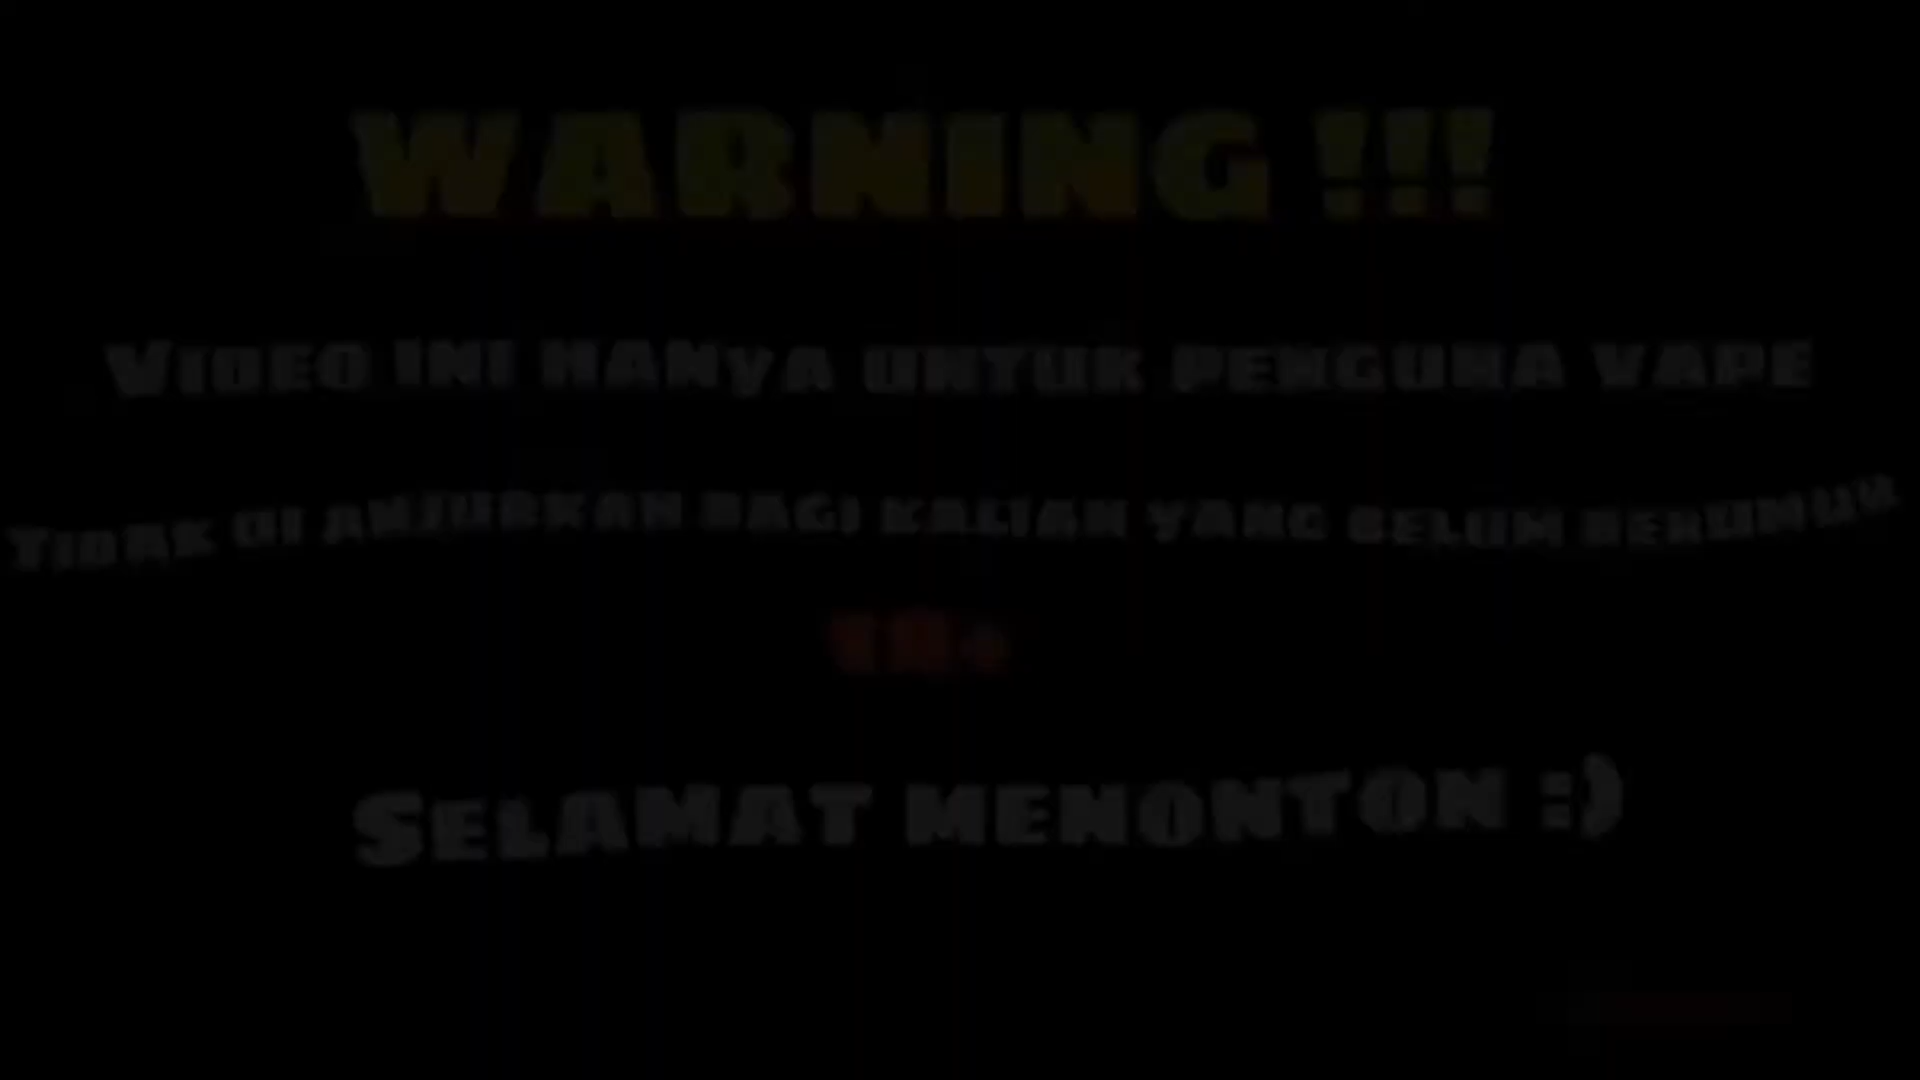 WARNING !!!
VIDEO INI HANYA UNTUK PENGUNA VAPE
TIDAK DI ANJURKAN BAGI KALIAN YANG BELUM BERUMUR
18+
SELAMAT MENONTON :)